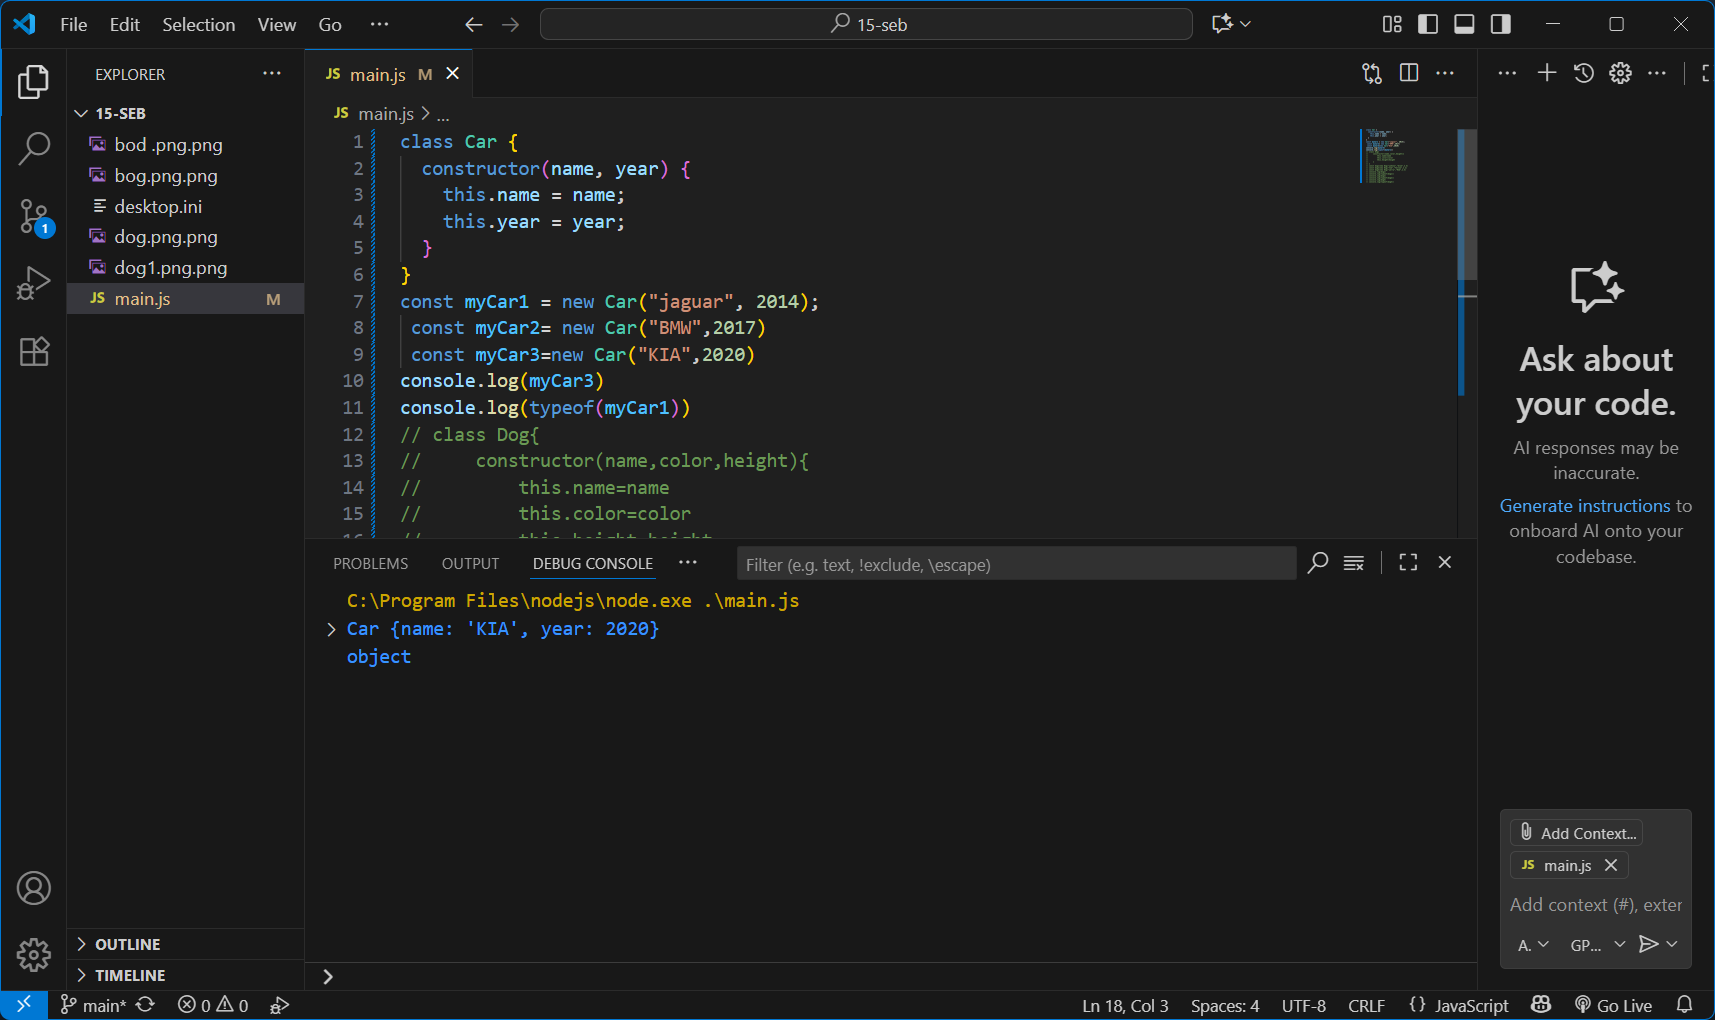 File Edit Selection View Go ... 15-seb
EXPLORER ...
15-SEB
bod .png.png
bog.png.png
desktop.ini
dog.png.png
dog1.png.png
JS main.js M
1
OUTLINE
TIMELINE
JS main.js M
JS main.js > ...
1 class Car {
2 constructor(name, year) {
3 this.name = name;
4 this.year = year;
5 }
6 }
7 const myCar1 = new Car("jaguar", 2014);
8 const myCar2= new Car("BMW",2017)
9 const myCar3=new Car("KIA",2020)
10 console.log(myCar3)
11 console.log(typeof(myCar1))
12 // class Dog{
13 // constructor(name,color,height){
14 // this.name=name
15 // this.color=color
PROBLEMS OUTPUT DEBUG CONSOLE ... Filter (e.g. text, !exclude, \escape)
C:\Program Files\nodejs\node.exe .\main.js
> Car {name: 'KIA', year: 2020}
object
>
Ask about
your code.
AI responses may be
inaccurate.
Generate instructions to
onboard AI onto your
codebase.
Add Context...
JS main.js
Add context (#), exter
A. GP...
main* 0 0 Ln 18, Col 3 Spaces: 4 UTF-8 CRLF {} JavaScript Go Live